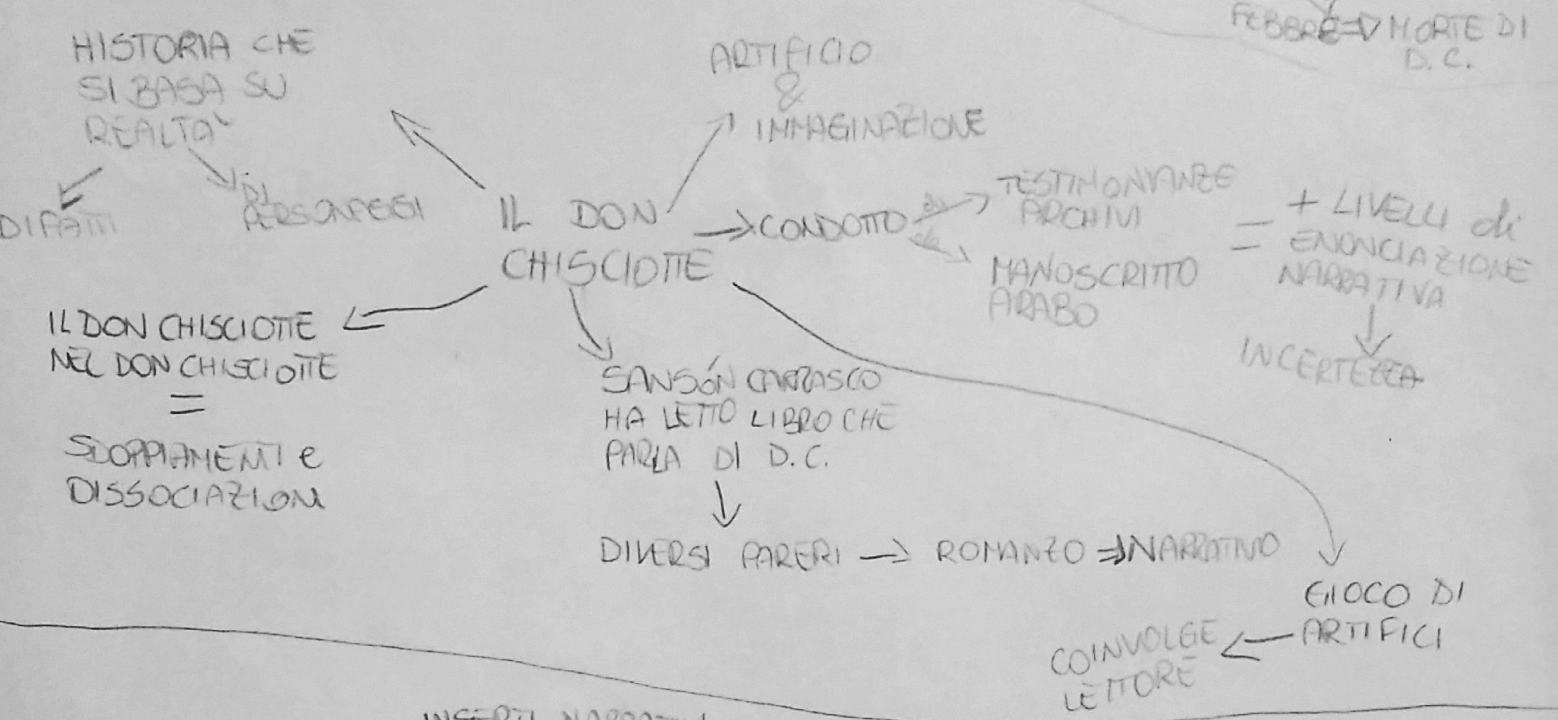 FEBBRE => MORTE DI
D. C.
HISTORIA CHE
SI BASA SU
REALTA'
DI FATTI
DI
PERSONAGGI
ARTIFICIO
&
IMMAGINAZIONE
IL DON
CHISCIOTTE
CONDOTTO
TESTIMONIANZE
ARCHIVI
MANOSCRITTO
ARABO
=
+ LIVELLI di
ENUNCIAZIONE
NARRATIVA
INCERTEZZA
IL DON CHISCIOTTE
NEL DON CHISCIOTTE
=
SDOPPIAMENTI e
DISSOCIAZIONI
SANSÓN CARRASCO
HA LETTO LIBRO CHE
PARLA DI D. C.
DIVERSI PARERI → ROMANZO => NARRATIVO
GIOCO DI
ARTIFICI
COINVOLGE
LETTORE